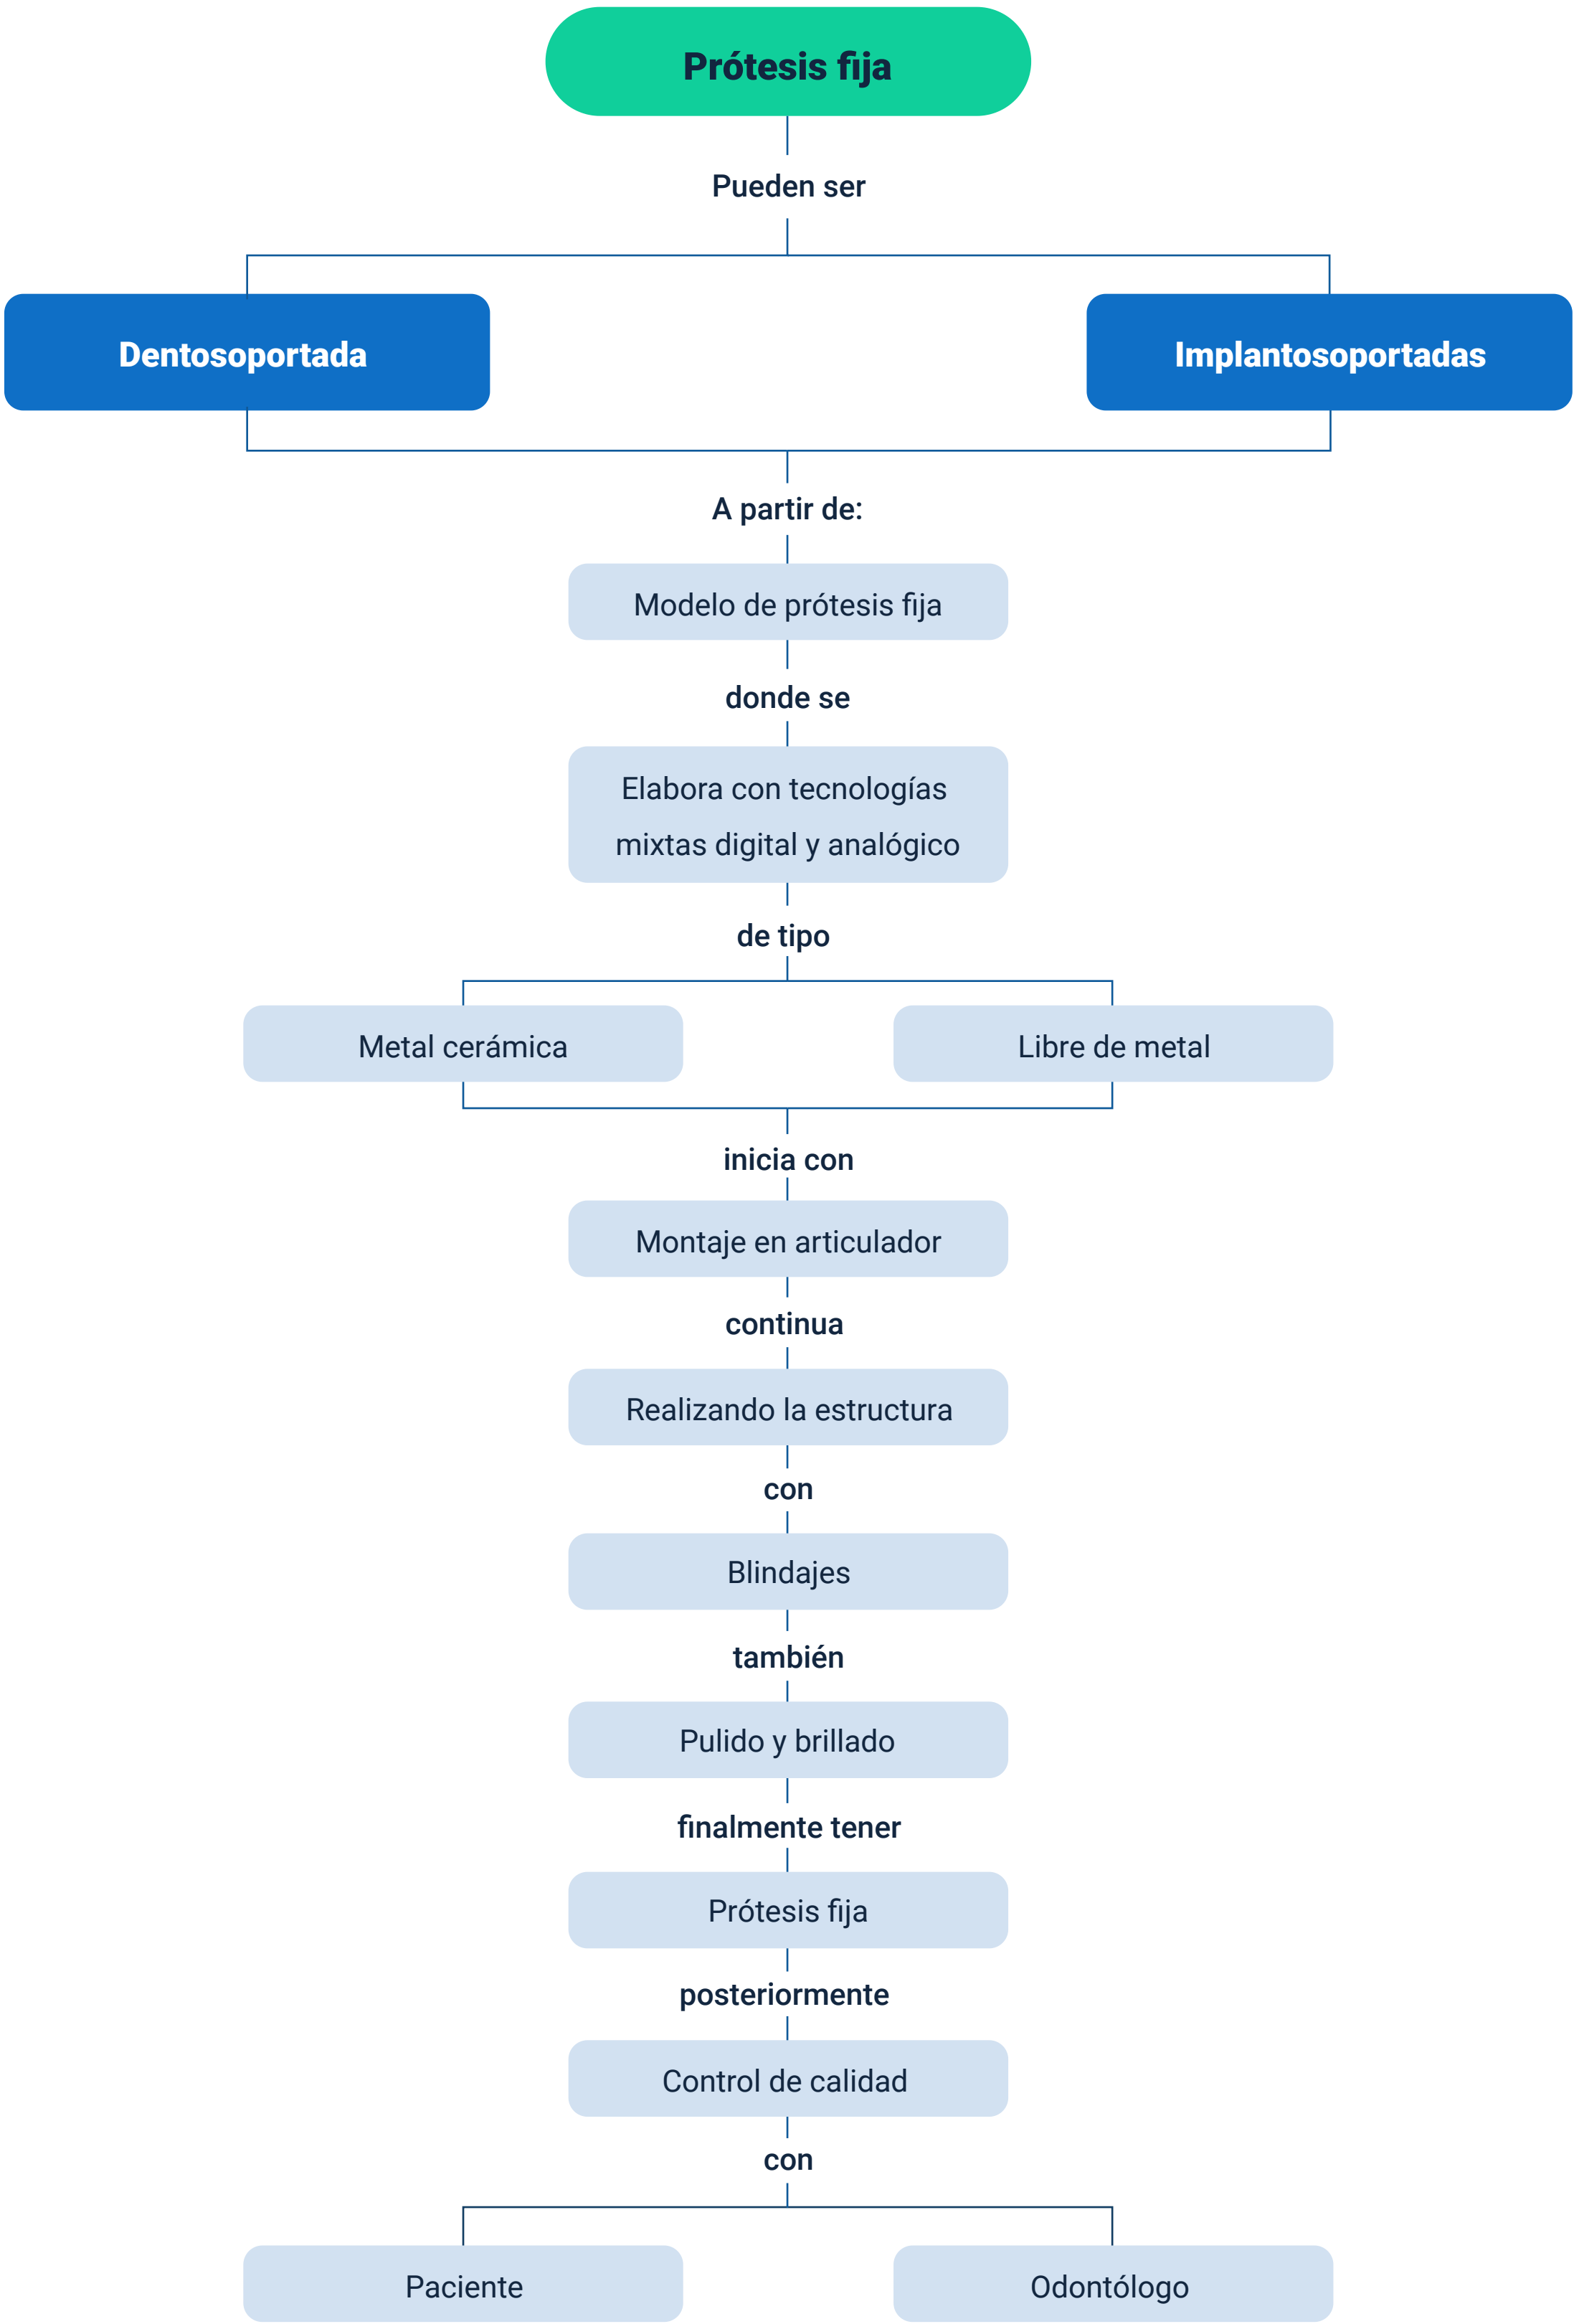 Prótesis fija
Pueden ser
Dentosoportada
Implantosoportadas
A partir de:
Modelo de prótesis fija
donde se
Elabora con tecnologías
mixtas digital y analógico
de tipo
Metal cerámica
Libre de metal
inicia con
Montaje en articulador
continua
Realizando la estructura
con
Blindajes
también
Pulido y brillado
finalmente tener
Prótesis fija
posteriormente
Control de calidad
con
Paciente
Odontólogo